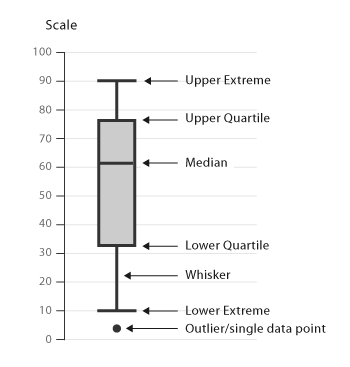 Scale
100
90
Upper Extreme
80
Upper Quartile
70
60
Median
50
40
30
Lower Quartile
Whisker
20
10
Lower Extreme
Outlier/single data point
0